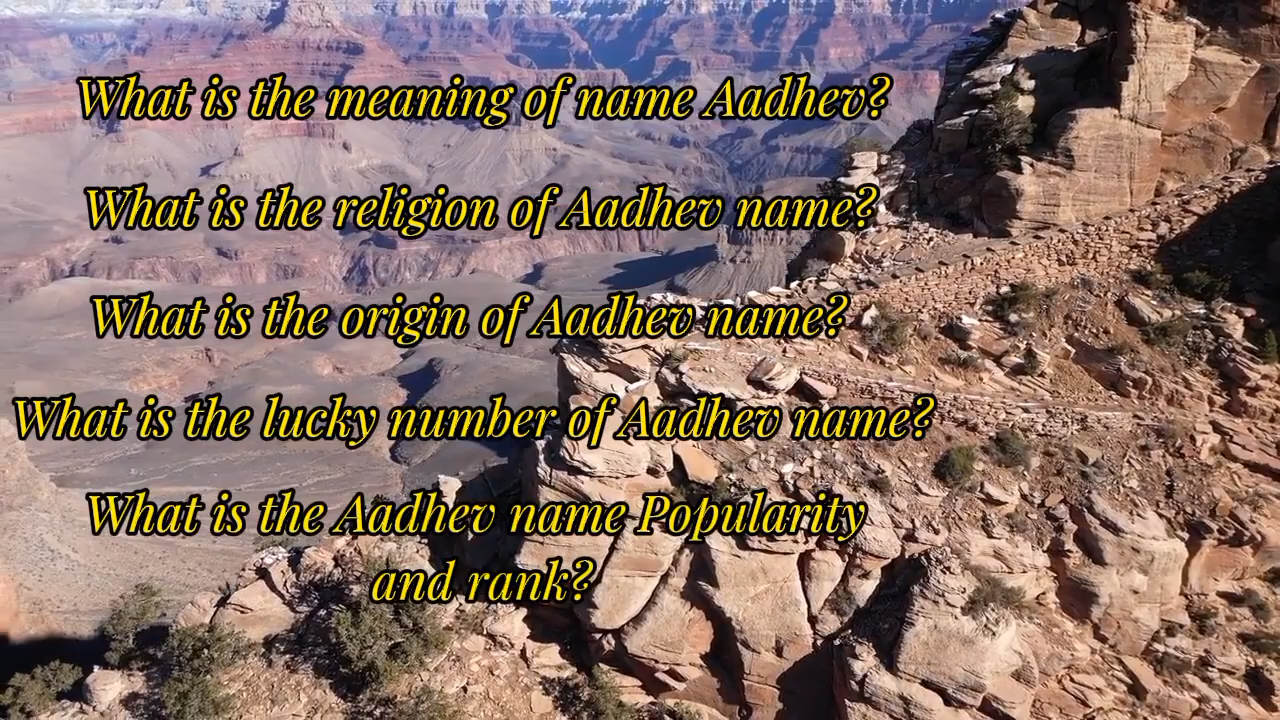 What is the meaning of name Aadhev?
What is the religion of Aadhev name?
What is the origin of Aadhev name?
What is the lucky number of Aadhev name?
What is the Aadhev name Popularity
and rank?